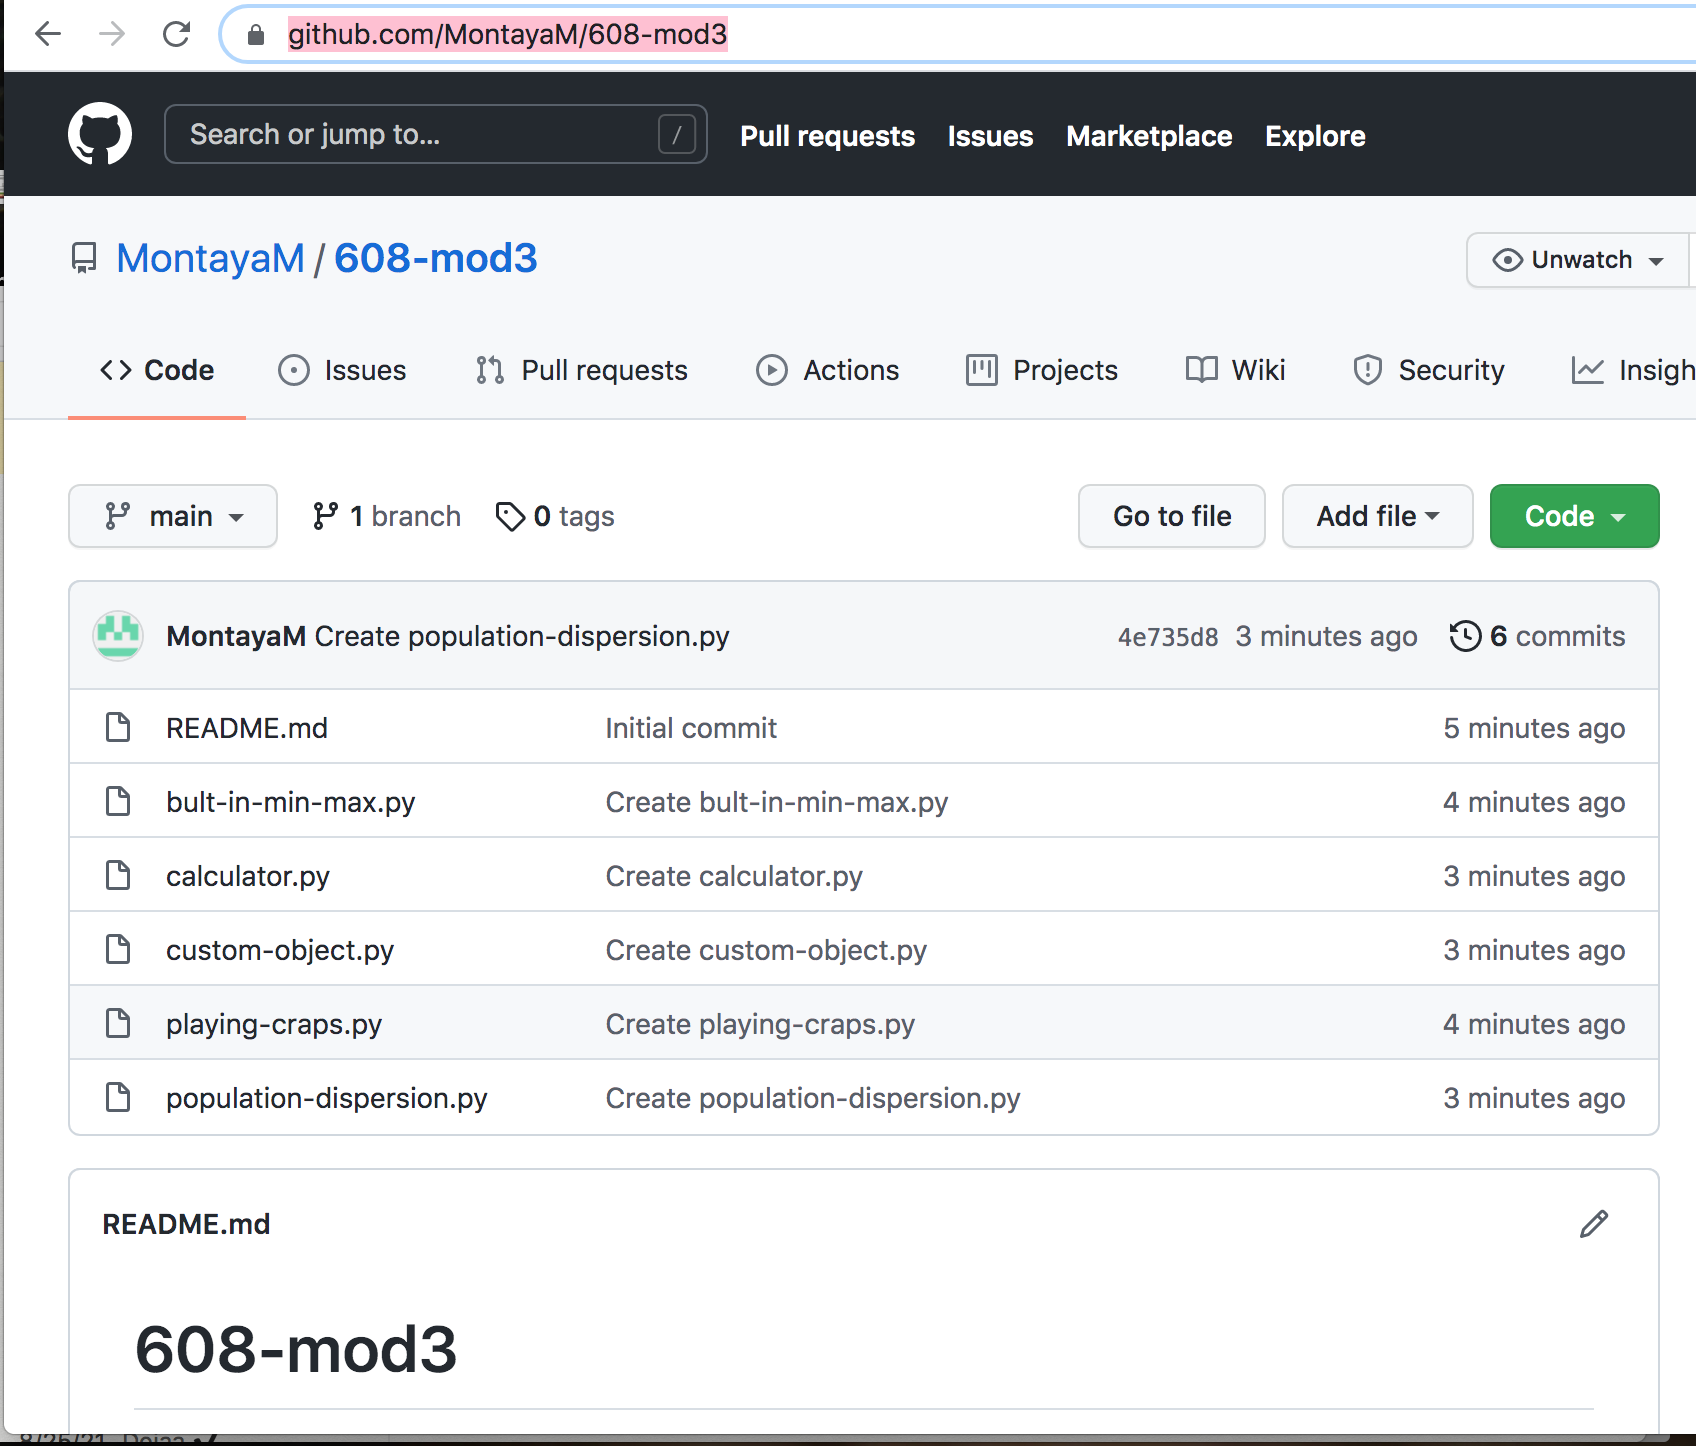 github.com/MontayaM/608-mod3
Search or jump to... /
Pull requests Issues Marketplace Explore
MontayaM / 608-mod3
Unwatch
Code Issues Pull requests Actions Projects Wiki Security Insigh
main 1 branch 0 tags Go to file Add file Code
MontayaM Create population-dispersion.py 4e735d8 3 minutes ago 6 commits
README.md Initial commit 5 minutes ago
bult-in-min-max.py Create bult-in-min-max.py 4 minutes ago
calculator.py Create calculator.py 3 minutes ago
custom-object.py Create custom-object.py 3 minutes ago
playing-craps.py Create playing-craps.py 4 minutes ago
population-dispersion.py Create population-dispersion.py 3 minutes ago
README.md
608-mod3